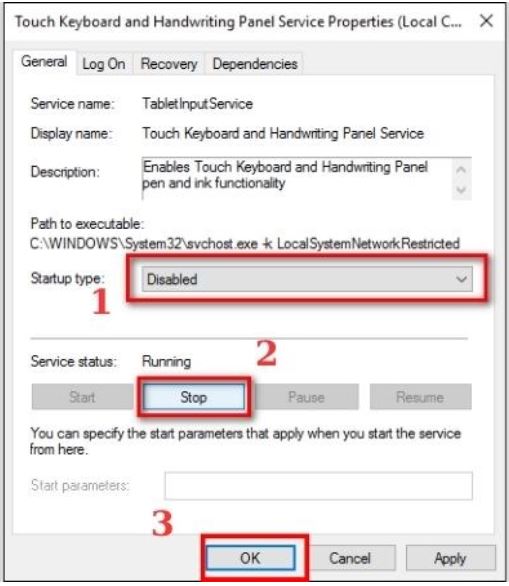 Touch Keyboard and Handwriting Panel Service Properties (Local C...
General Log On Recovery Dependencies
Service name: TabletInputService
Display name: Touch Keyboard and Handwriting Panel Service
Description: Enables Touch Keyboard and Handwriting Panel
pen and ink functionality
Path to executable:
C:\WINDOWS\System32\svchost.exe -k LocalSystemNetworkRestricted
Startup type: Disabled
1
2
Service status: Running
Start Stop Pause Resume
You can specify the start parameters that apply when you start the service
from here.
Start parameters:
3
OK Cancel Apply